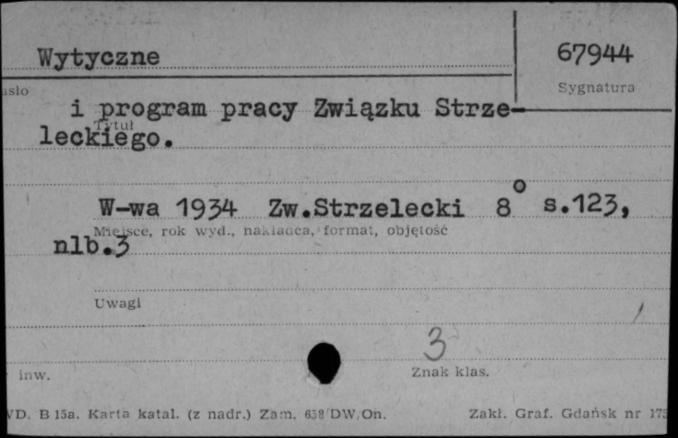 Wytyczne
67944
Sygnatura
i program pracy Związku Strze-
Tytuł
leckiego.
W-wa 1934 Zw.Strzelecki 8° s.123,
Miejsce, rok wyd., nakładca, format, objętość
nlb.3
Uwagi
3
inw.
Znak klas.
B 15a. Karta katal. (z nadr.) Zam. 658/DW/On.
Zakł. Graf. Gdańsk nr